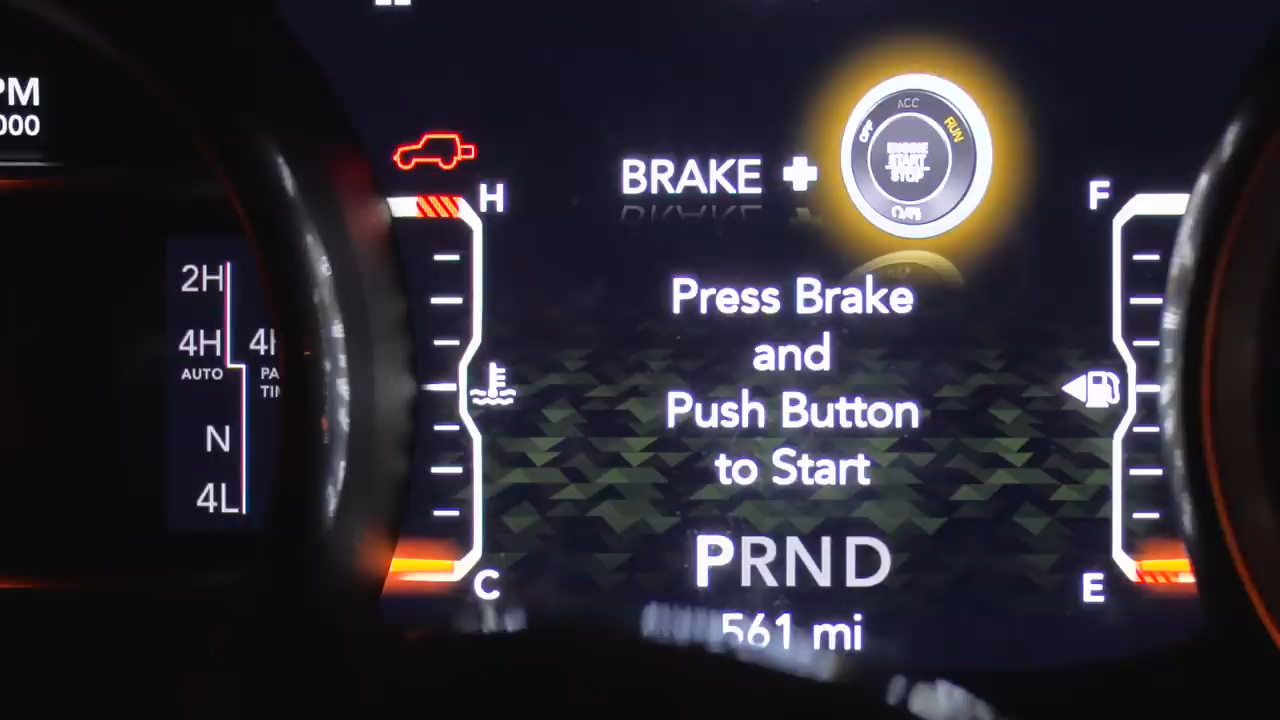 PM
000
BRAKE +
ACC
OFF
RUN
ENGINE
START
STOP
H
F
2H
4H
AUTO
N
4L
Press Brake
and
Push Button
to Start
C
E
PRND
561 mi